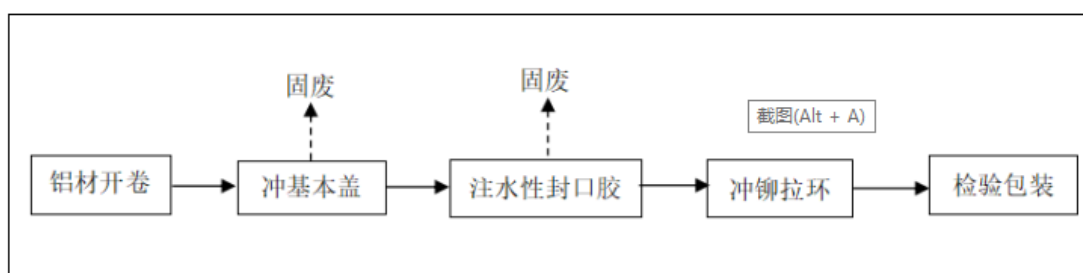 固废
固废
截图(Alt + A)
铝材开卷
冲基本盖
注水性封口胶
冲铆拉环
检验包装